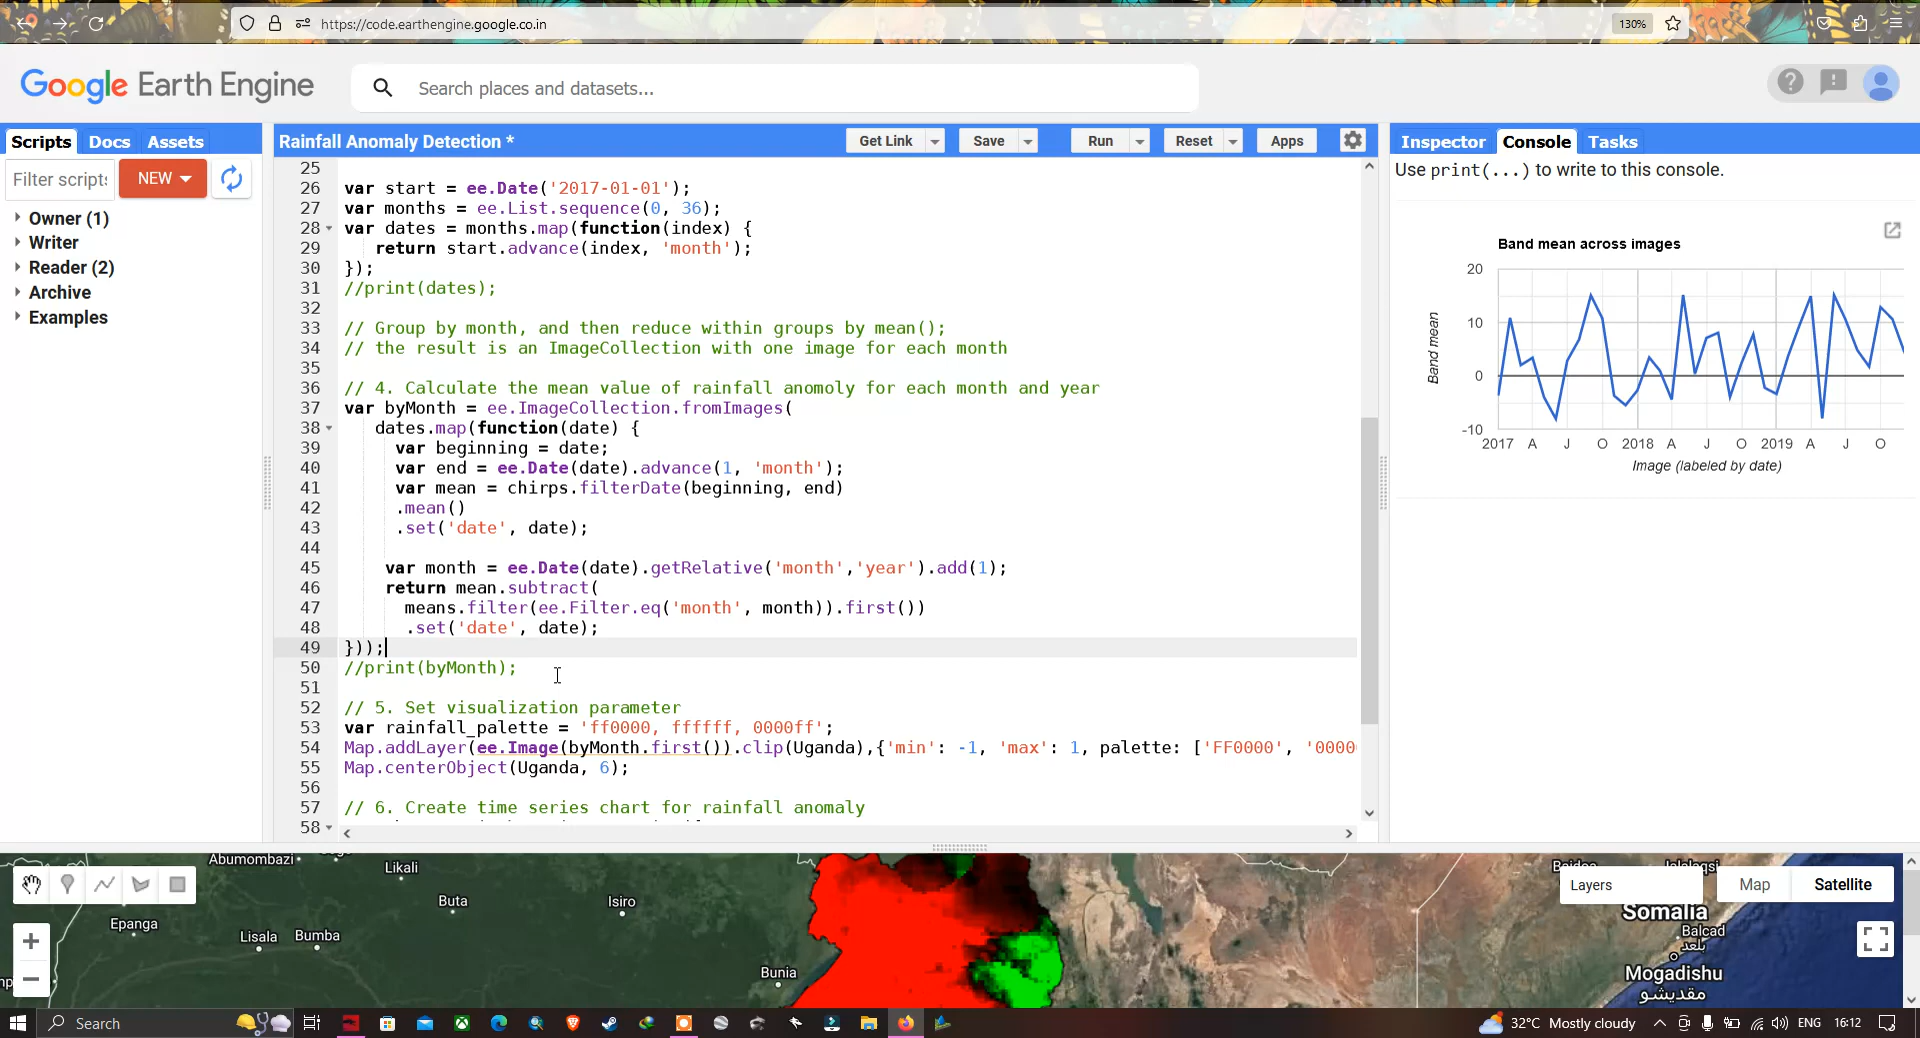 https://code.earthengine.google.co.in
130%
Google Earth Engine
Search places and datasets...
Scripts Docs Assets
Filter scripts
NEW
Owner (1)
Writer
Reader (2)
Archive
Examples
Rainfall Anomaly Detection *
Get Link Save Run Reset Apps
25
26 var start = ee.Date('2017-01-01');
27 var months = ee.List.sequence(0, 36);
28 var dates = months.map(function(index) {
29 return start.advance(index, 'month');
30 });
31 //print(dates);
32
33 // Group by month, and then reduce within groups by mean();
34 // the result is an ImageCollection with one image for each month
35
36 // 4. Calculate the mean value of rainfall anomoly for each month and year
37 var byMonth = ee.ImageCollection.fromImages(
38 dates.map(function(date) {
39 var beginning = date;
40 var end = ee.Date(date).advance(1, 'month');
41 var mean = chirps.filterDate(beginning, end)
42 .mean()
43 .set('date', date);
44
45 var month = ee.Date(date).getRelative('month','year').add(1);
46 return mean.subtract(
47 means.filter(ee.Filter.eq('month', month)).first())
48 .set('date', date);
49 }));
50 //print(byMonth);
51
52 // 5. Set visualization parameter
53 var rainfall_palette = 'ff0000, ffffff, 0000ff';
54 Map.addLayer(ee.Image(byMonth.first()).clip(Uganda),{'min': -1, 'max': 1, palette: ['FF0000', '0000
55 Map.centerObject(Uganda, 6);
56
57 // 6. Create time series chart for rainfall anomaly
58
Inspector Console Tasks
Use print(...) to write to this console.
Band mean across images
Band mean
20
10
0
-10
2017 A J O 2018 A J O 2019 A J O
Image (labeled by date)
Abumombazi
Likali
Buta
Isiro
Epanga
Lisala
Bumba
Bunia
Layers
Map Satellite
Somalia
Balcad
بلعد
Mogadishu
مقديشو
Search
32°C Mostly cloudy
ENG
16:12